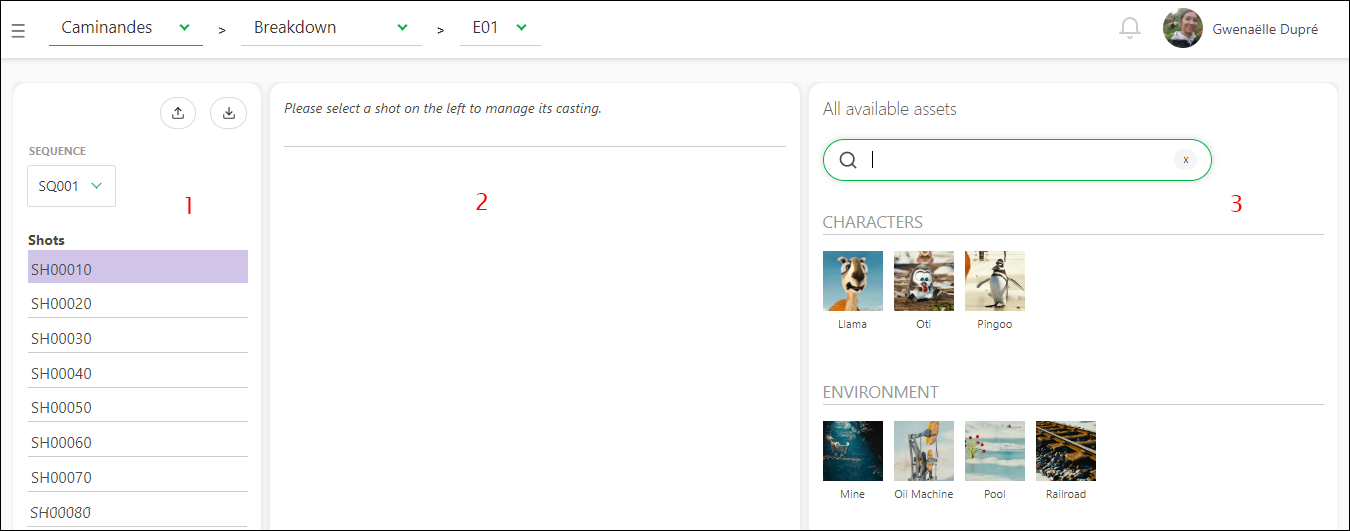 Caminandes > Breakdown > E01 Gwenaëlle Dupré
SEQUENCE
SQ001
1
Shots
SH00010
SH00020
SH00030
SH00040
SH00050
SH00060
SH00070
SH00080
Please select a shot on the left to manage its casting.
2
All available assets
x
3
CHARACTERS
Llama Oti Pingoo
ENVIRONMENT
Mine Oil Machine Pool Railroad